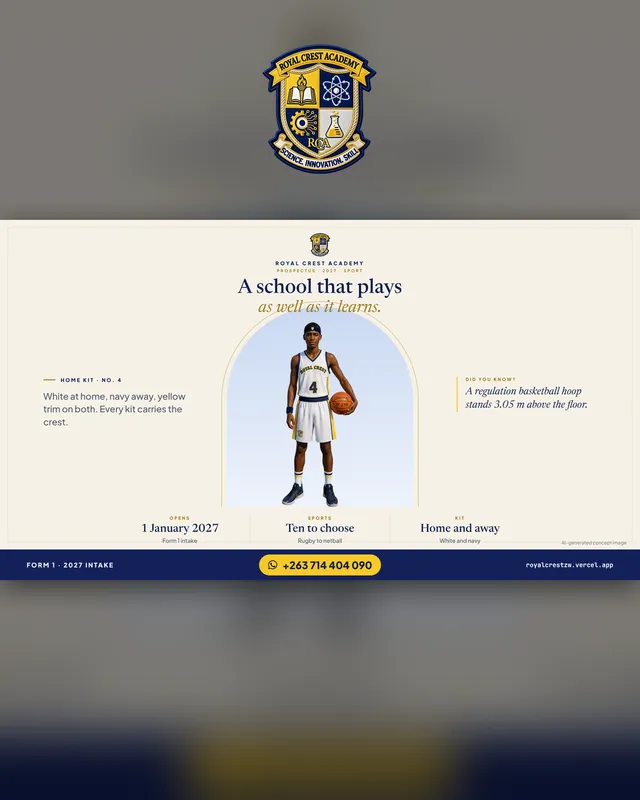 ROYAL CREST ACADEMY
RCA
SCIENCE. INNOVATION. SKILL
ROYAL CREST ACADEMY
PROSPECTUS · 2027 · SPORT
A school that plays
as well as it learns.
HOME KIT · NO. 4
White at home, navy away, yellow
trim on both. Every kit carries the
crest.
ROYAL CREST
4
DID YOU KNOW?
A regulation basketball hoop
stands 3.05 m above the floor.
OPENS
1 January 2027
Form 1 intake
SPORTS
Ten to choose
Rugby to netball
KIT
Home and away
White and navy
AI-generated concept image
FORM 1 · 2027 INTAKE
+263 714 404 090
royalcrestzw.vercel.app